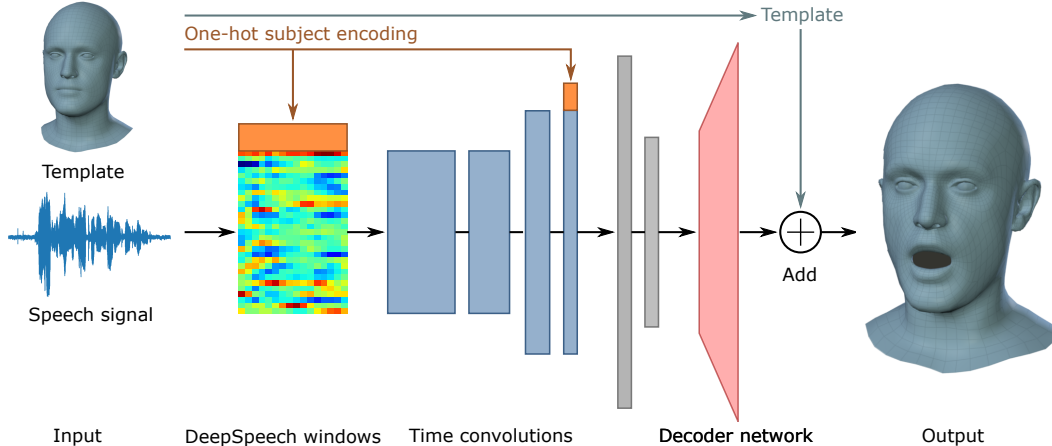 Template
One-hot subject encoding
Template
Speech signal
Add
Input
DeepSpeech windows
Time convolutions
Decoder network
Output